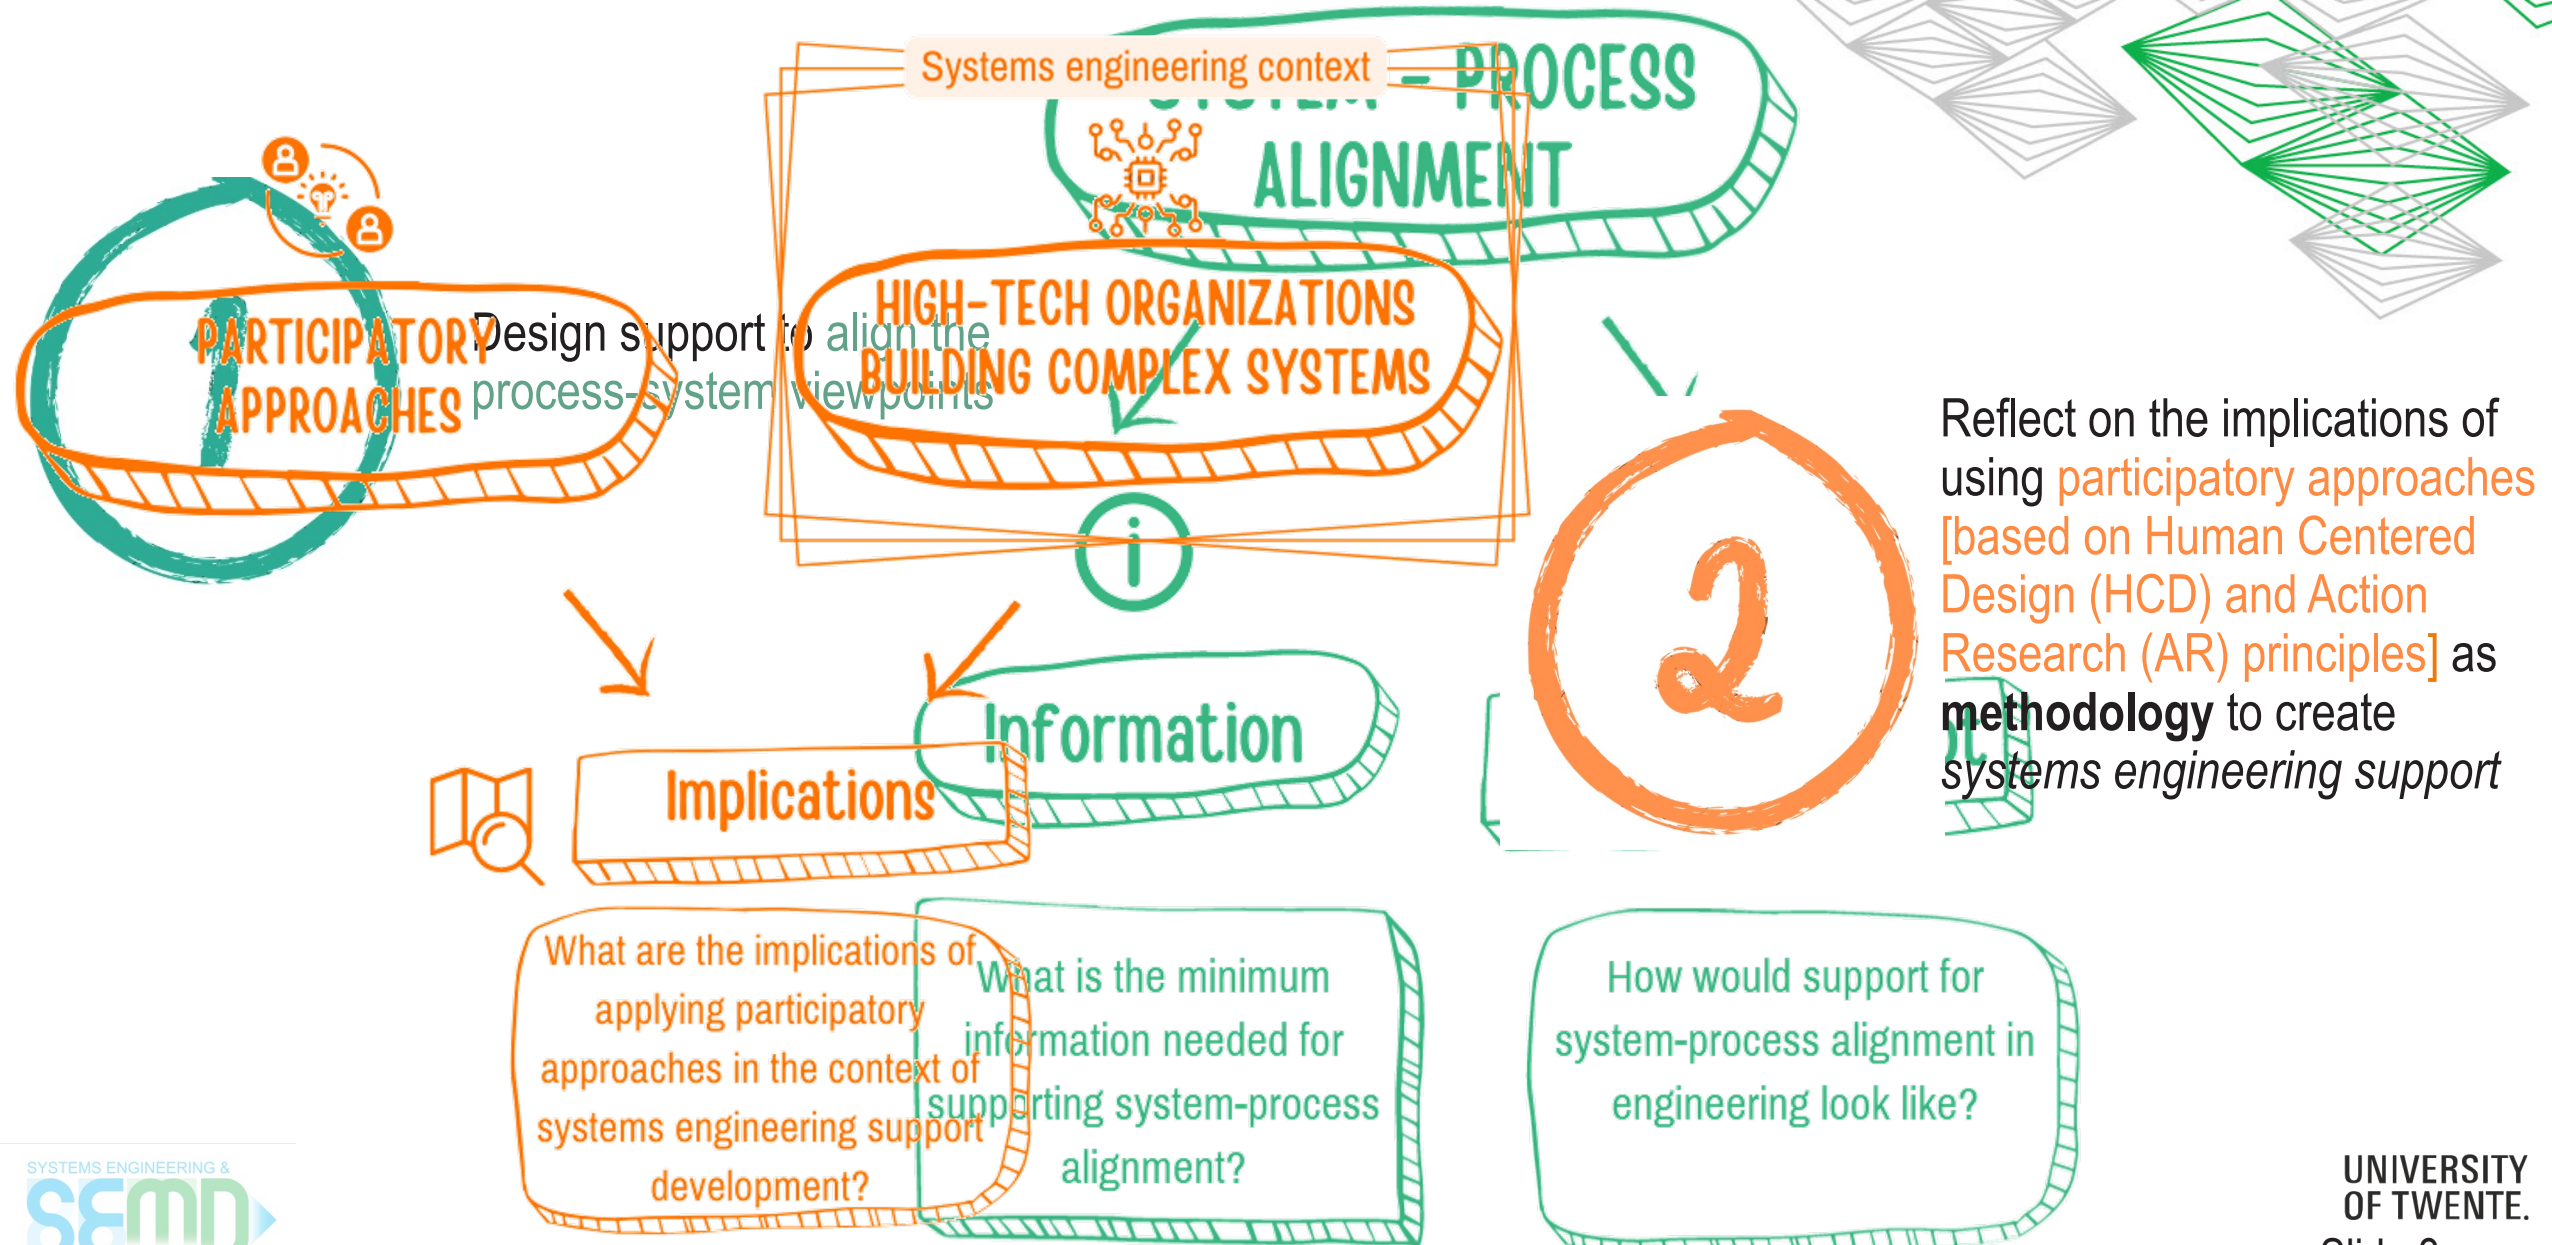 Systems engineering context
SYSTEM - PROCESS
ALIGNMENT
PARTICIPATORY
APPROACHES
1
Design support to align the
process-system viewpoints
HIGH-TECH ORGANIZATIONS
BUILDING COMPLEX SYSTEMS
i
2
Reflect on the implications of
using participatory approaches
[based on Human Centered
Design (HCD) and Action
Research (AR) principles] as
methodology to create
systems engineering support
Information
Implications
What are the implications of
applying participatory
approaches in the context of
systems engineering support
development?
What is the minimum
information needed for
supporting system-process
alignment?
How would support for
system-process alignment in
engineering look like?
SYSTEMS ENGINEERING &
SEMD
UNIVERSITY
OF TWENTE.